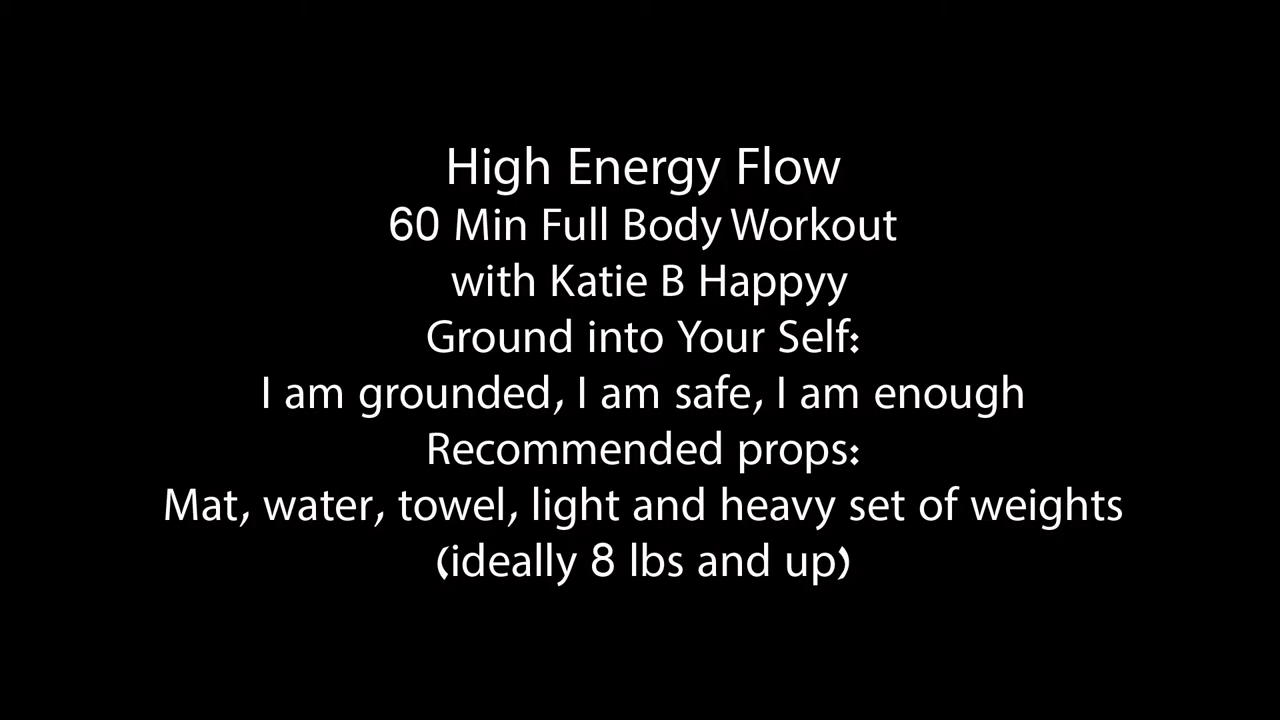 High Energy Flow
60 Min Full Body Workout
with Katie B Happyy
Ground into Your Self:
I am grounded, I am safe, I am enough
Recommended props:
Mat, water, towel, light and heavy set of weights
(ideally 8 lbs and up)